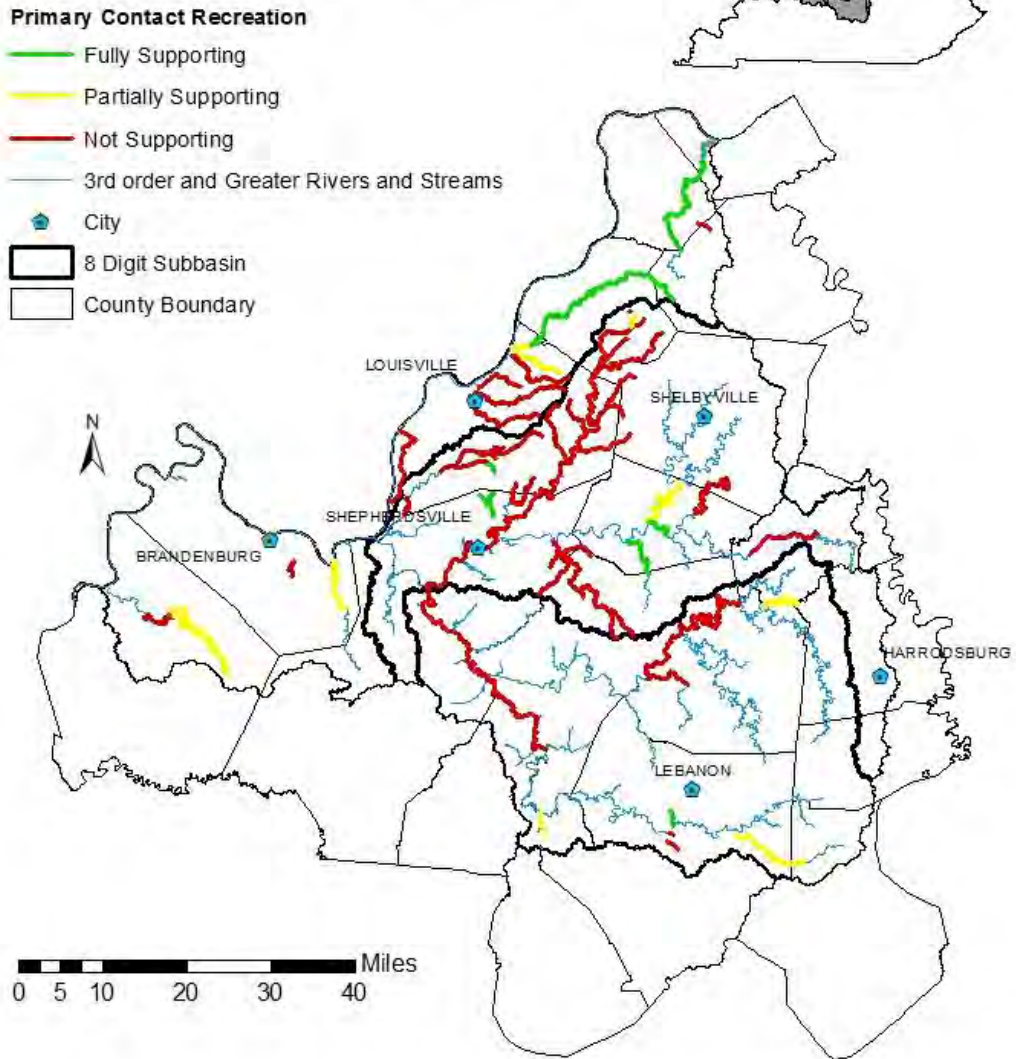 Primary Contact Recreation
Fully Supporting
Partially Supporting
Not Supporting
3rd order and Greater Rivers and Streams
City
8 Digit Subbasin
County Boundary
LOUISVILLE
SHELBYVILLE
N
SHEPHERDSVILLE
BRANDENBURG
HARRODSBURG
LEBANON
Miles
0 5 10 20 30 40